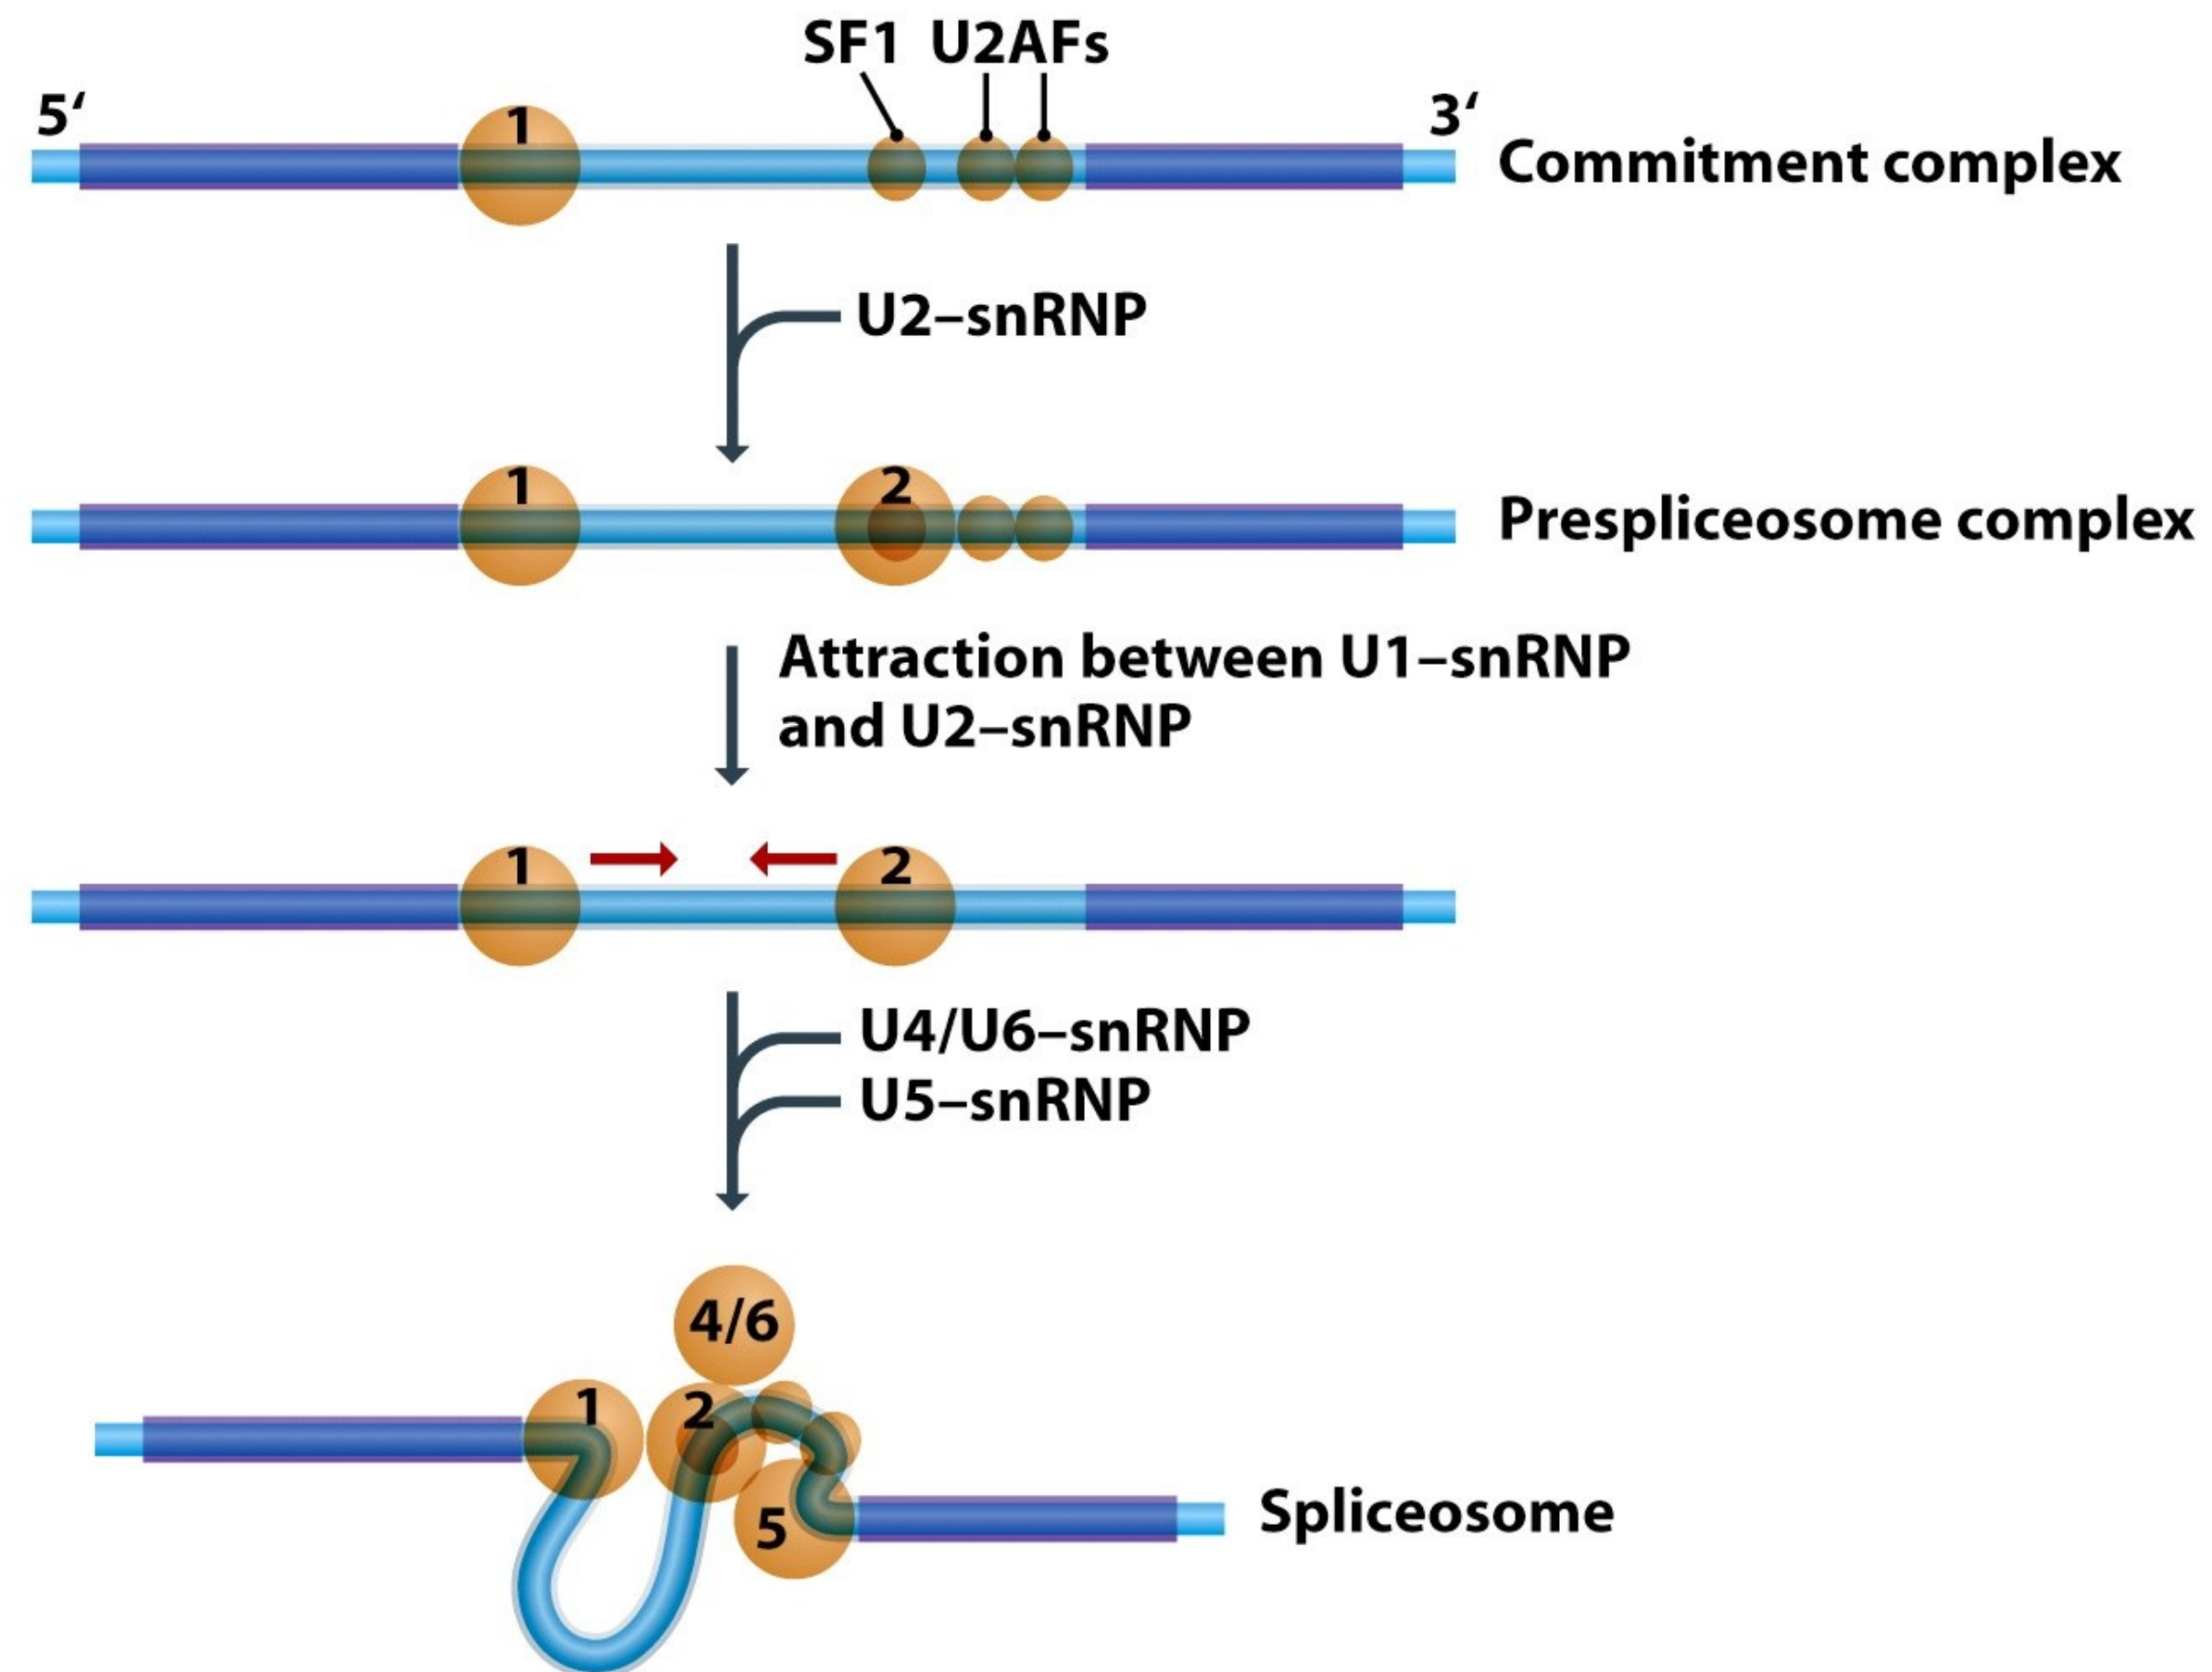 SF1 U2AFs
5‘
3‘
1
Commitment complex
U2–snRNP
1
2
Prespliceosome complex
Attraction between U1–snRNP
and U2–snRNP
1
2
U4/U6–snRNP
U5–snRNP
4/6
1
2
5
Spliceosome